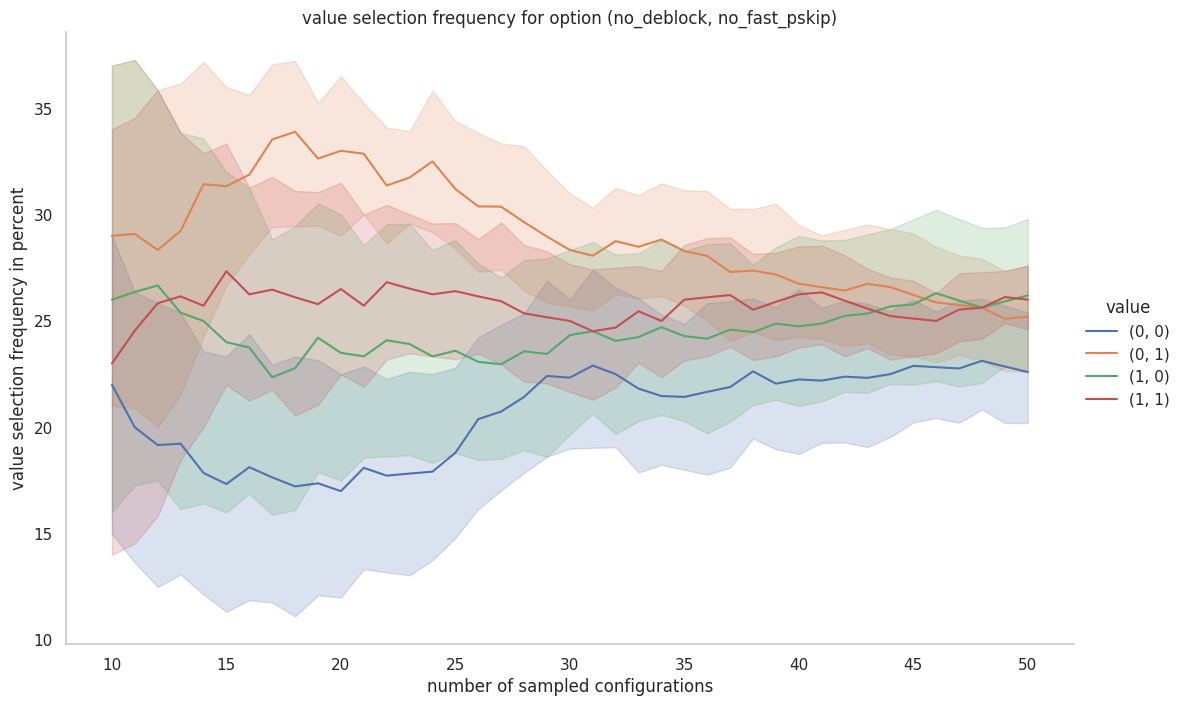 value selection frequency for option (no_deblock, no_fast_pskip)
value selection frequency in percent
35
30
25
20
15
10
10 15 20 25 30 35 40 45 50
number of sampled configurations
value
(0, 0)
(0, 1)
(1, 0)
(1, 1)